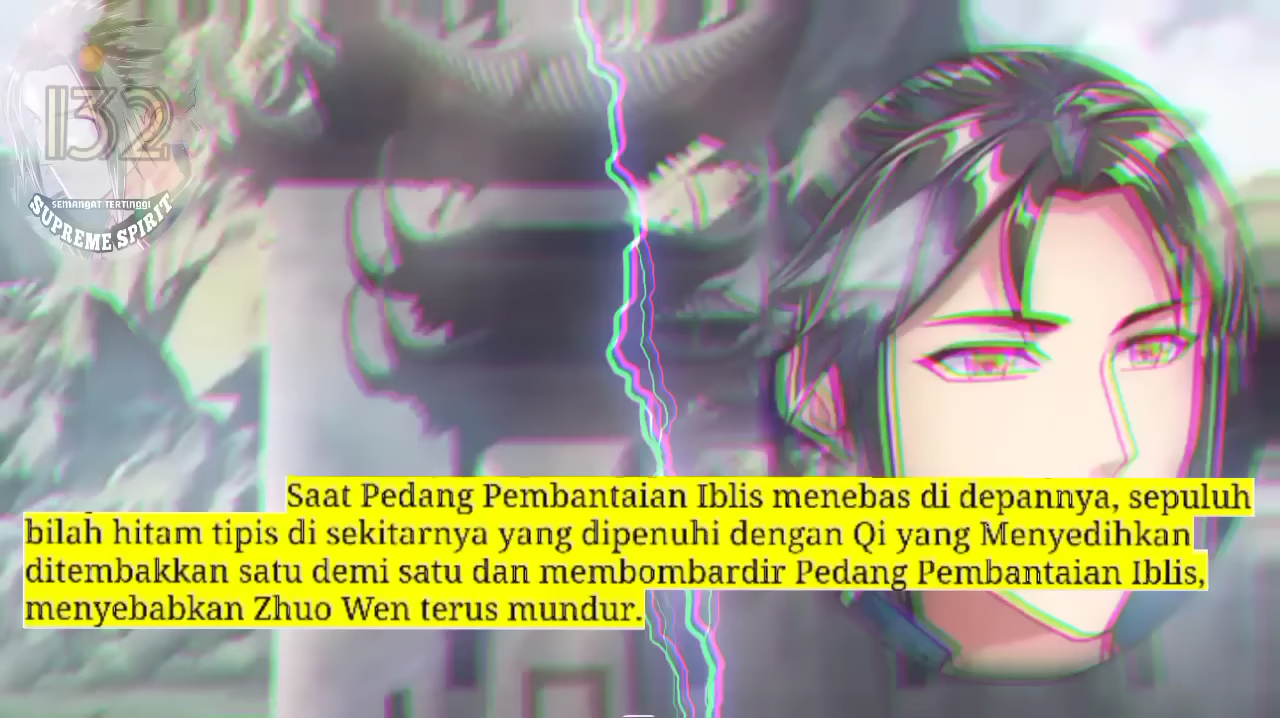 132
SEMANGAT TERTINGGI
SUPREME SPIRIT
Saat Pedang Pembantaian Iblis menebas di depannya, sepuluh
bilah hitam tipis di sekitarnya yang dipenuhi dengan Qi yang Menyedihkan
ditembakkan satu demi satu dan membombardir Pedang Pembantaian Iblis,
menyebabkan Zhuo Wen terus mundur.